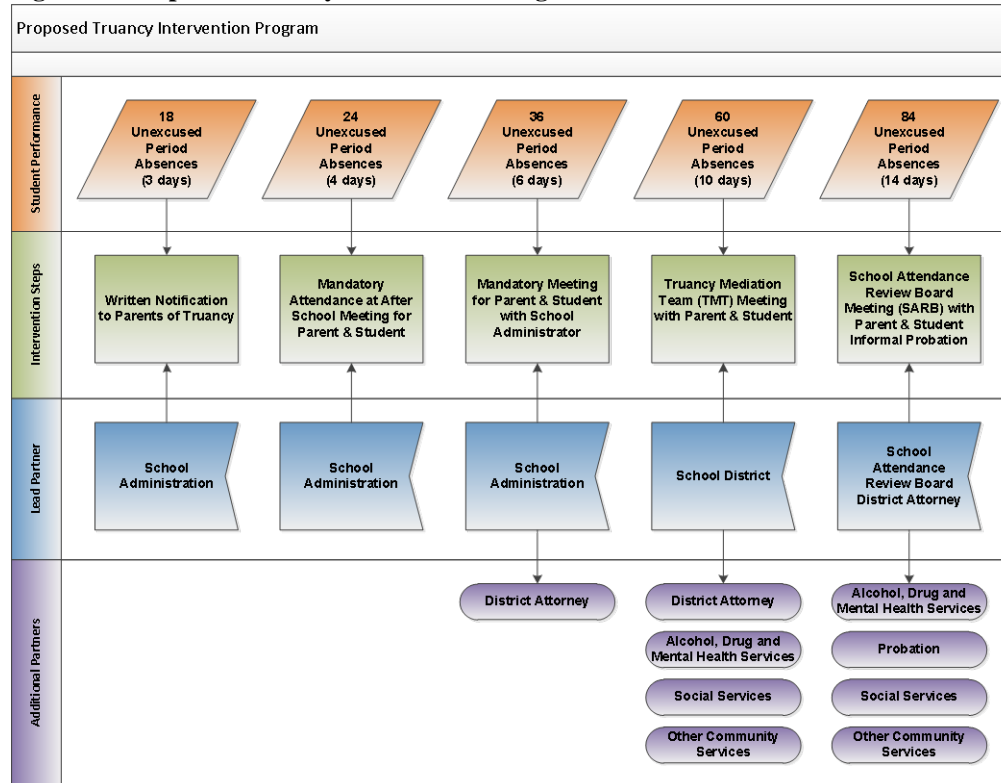 Proposed Truancy Intervention Program
Student Performance
18
Unexcused
Period
Absences
(3 days)
24
Unexcused
Period
Absences
(4 days)
36
Unexcused
Period
Absences
(6 days)
60
Unexcused
Period
Absences
(10 days)
84
Unexcused
Period
Absences
(14 days)
Intervention Steps
Written Notification
to Parents of Truancy
Mandatory
Attendance at After
School Meeting for
Parent & Student
Mandatory Meeting
for Parent & Student
with School
Administrator
Truancy Mediation
Team (TMT) Meeting
with Parent & Student
School Attendance
Review Board
Meeting (SARB) with
Parent & Student
Informal Probation
Lead Partner
School
Administration
School
Administration
School
Administration
School District
School
Attendance
Review Board
District Attorney
Additional Partners
District Attorney
District Attorney
Alcohol, Drug and
Mental Health Services
Social Services
Other Community
Services
Alcohol, Drug and
Mental Health Services
Probation
Social Services
Other Community
Services